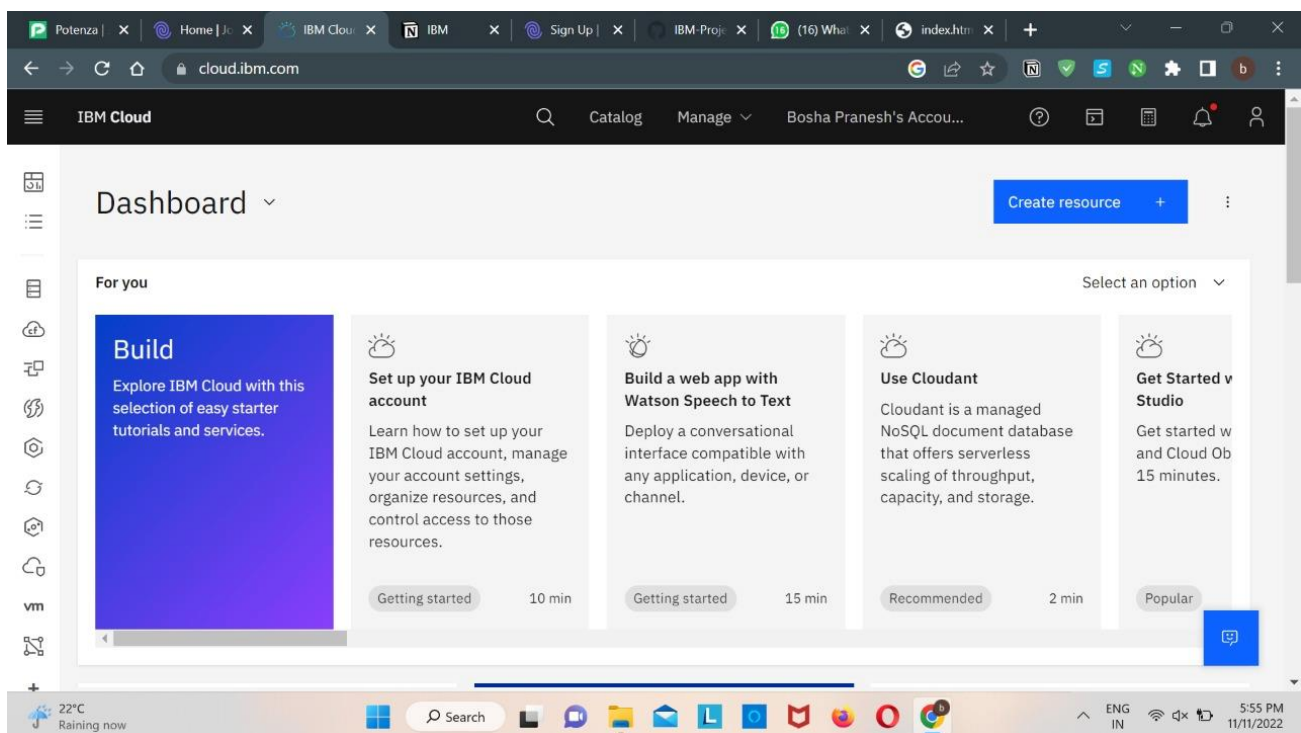 Potenza |
Home | Jo
IBM Clou
IBM
Sign Up |
IBM-Proje
(16) What
index.htm
cloud.ibm.com
IBM Cloud
Catalog
Manage
Bosha Pranesh's Accou...
Dashboard
Create resource +
For you
Select an option
Build
Explore IBM Cloud with this
selection of easy starter
tutorials and services.
Set up your IBM Cloud
account
Learn how to set up your
IBM Cloud account, manage
your account settings,
organize resources, and
control access to those
resources.
Getting started
10 min
Build a web app with
Watson Speech to Text
Deploy a conversational
interface compatible with
any application, device, or
channel.
Getting started
15 min
Use Cloudant
Cloudant is a managed
NoSQL document database
that offers serverless
scaling of throughput,
capacity, and storage.
Recommended
2 min
Get Started w
Studio
Get started w
and Cloud Ob
15 minutes.
Popular
vm
22°C
Raining now
Search
ENG
IN
5:55 PM
11/11/2022